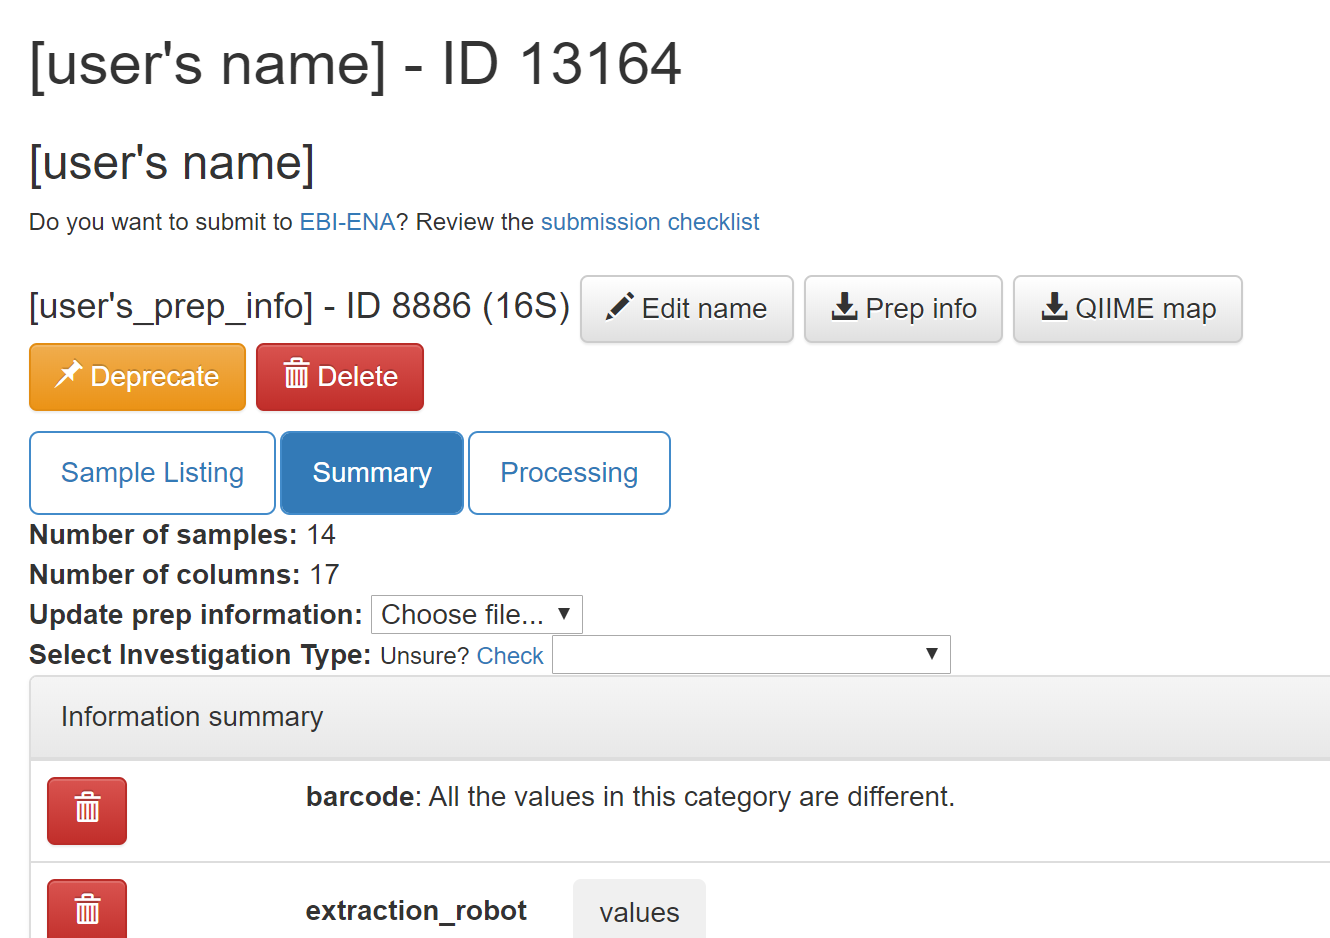 [user's name] - ID 13164
[user's name]
Do you want to submit to EBI-ENA? Review the submission checklist
[user's_prep_info] - ID 8886 (16S) Edit name Prep info QIIME map
Deprecate Delete
Sample Listing Summary Processing
Number of samples: 14
Number of columns: 17
Update prep information: Choose file...
Select Investigation Type: Unsure? Check
Information summary
barcode: All the values in this category are different.
extraction_robot values